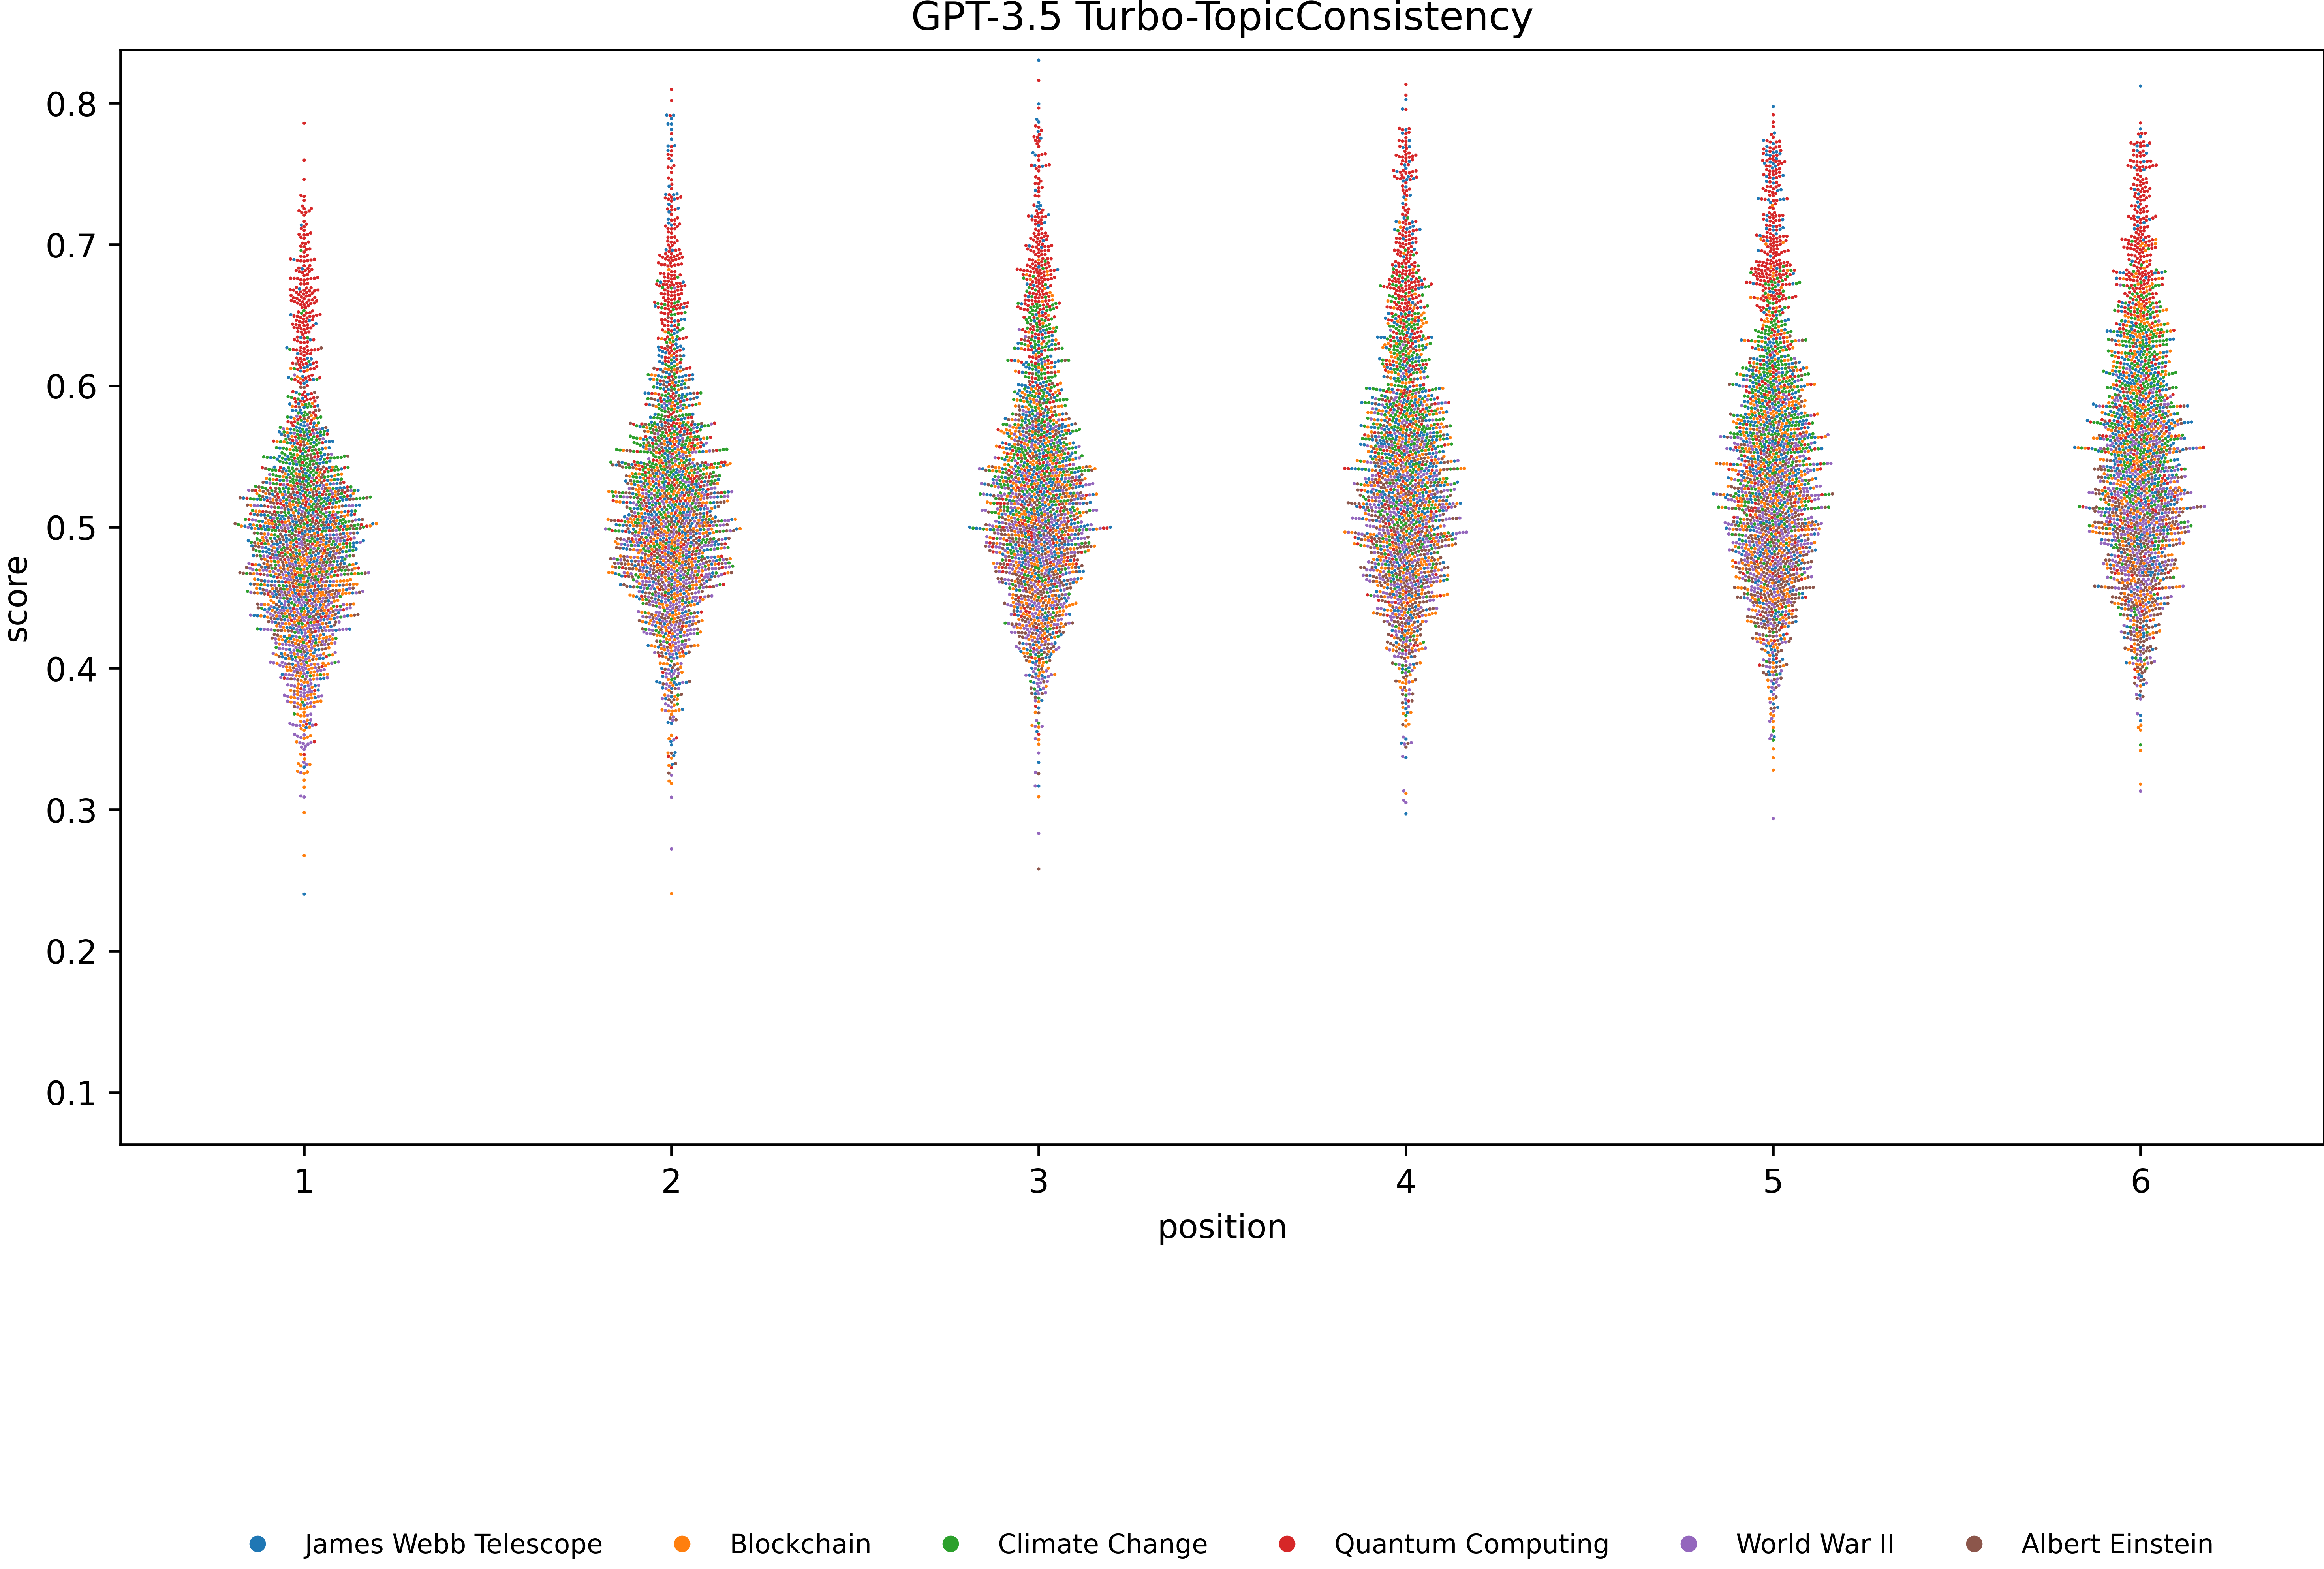 GPT-3.5 Turbo-TopicConsistency
0.8
0.7
0.6
0.5
0.4
0.3
0.2
0.1
score
1 2 3 4 5 6
position
James Webb Telescope Blockchain Climate Change Quantum Computing World War II Albert Einstein